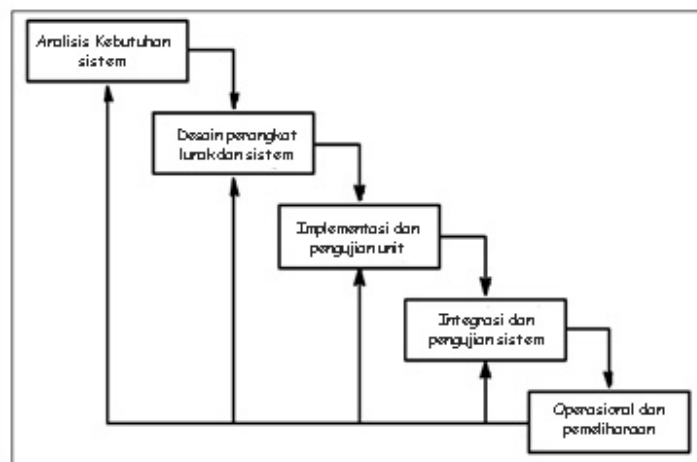 Analisis Kebutuhan
sistem
Desain perangkat
lunak dan sistem
Implementasi dan
pengujian unit
Integrasi dan
pengujian sistem
Operasional dan
pemeliharaan